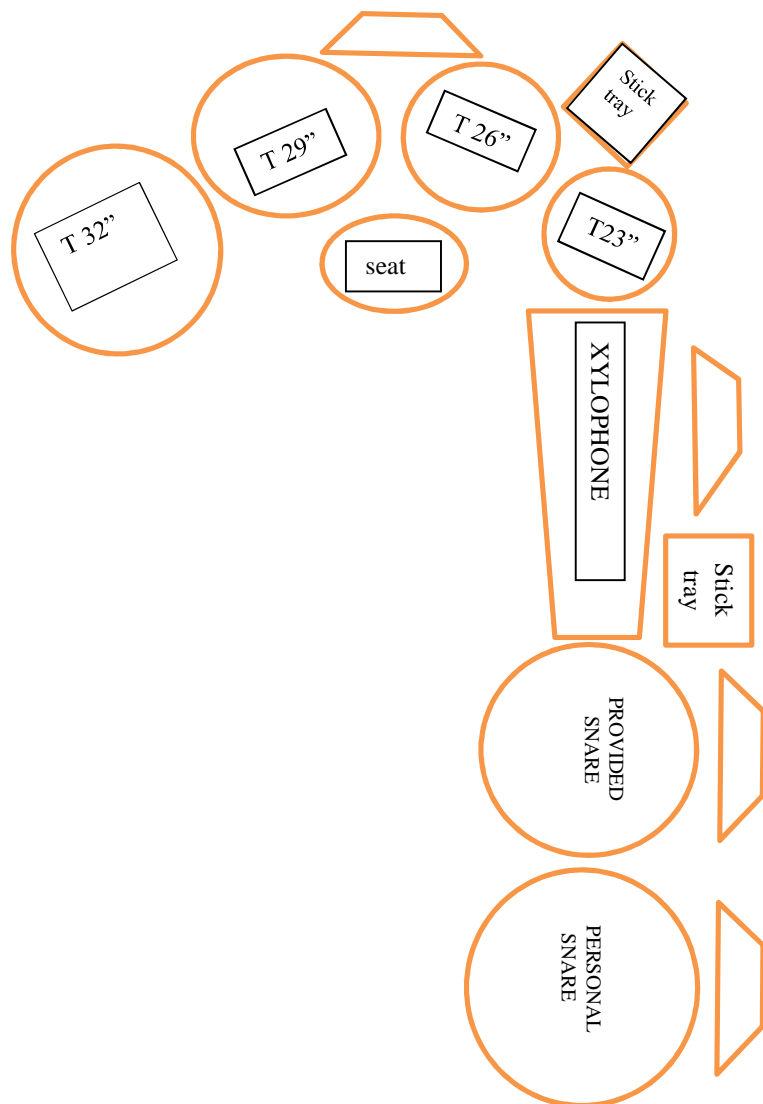 Stick
tray
T 29”
T 26”
T 32”
T23”
seat
XYLOPHONE
Stick
tray
PROVIDED
SNARE
PERSONAL
SNARE